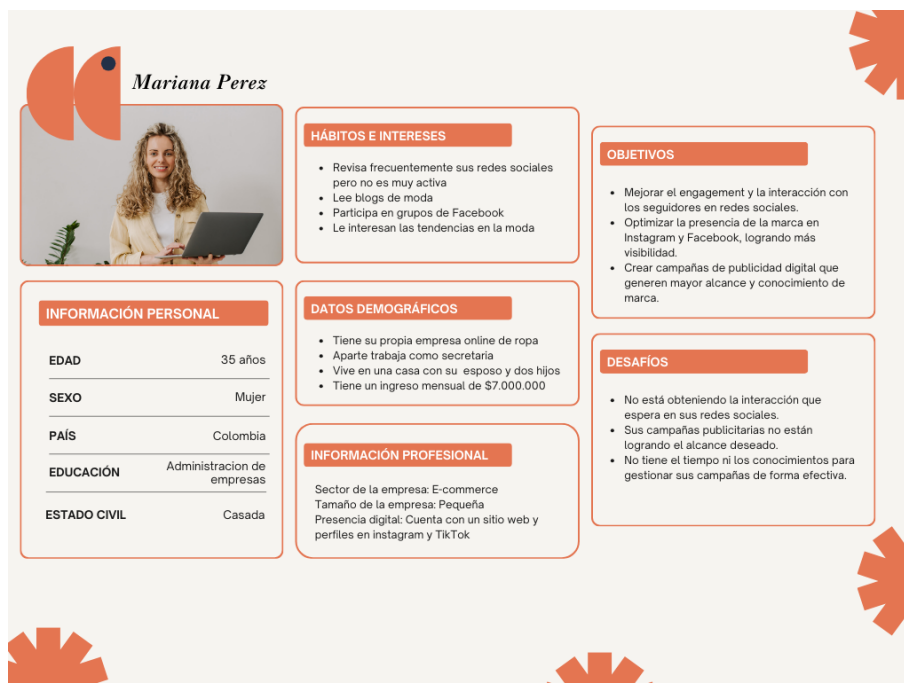 Mariana Perez
INFORMACIÓN PERSONAL
EDAD 35 años
SEXO Mujer
PAÍS Colombia
EDUCACIÓN Administracion de
empresas
ESTADO CIVIL Casada
HÁBITOS E INTERESES
• Revisa frecuentemente sus redes sociales
pero no es muy activa
• Lee blogs de moda
• Participa en grupos de Facebook
• Le interesan las tendencias en la moda
DATOS DEMOGRÁFICOS
• Tiene su propia empresa online de ropa
• Aparte trabaja como secretaria
• Vive en una casa con su esposo y dos hijos
• Tiene un ingreso mensual de $7.000.000
INFORMACIÓN PROFESIONAL
Sector de la empresa: E-commerce
Tamaño de la empresa: Pequeña
Presencia digital: Cuenta con un sitio web y
perfiles en instagram y TikTok
OBJETIVOS
• Mejorar el engagement y la interacción con
los seguidores en redes sociales.
• Optimizar la presencia de la marca en
Instagram y Facebook, logrando más
visibilidad.
• Crear campañas de publicidad digital que
generen mayor alcance y conocimiento de
marca.
DESAFÍOS
• No está obteniendo la interacción que
espera en sus redes sociales.
• Sus campañas publicitarias no están
logrando el alcance deseado.
• No tiene el tiempo ni los conocimientos para
gestionar sus campañas de forma efectiva.